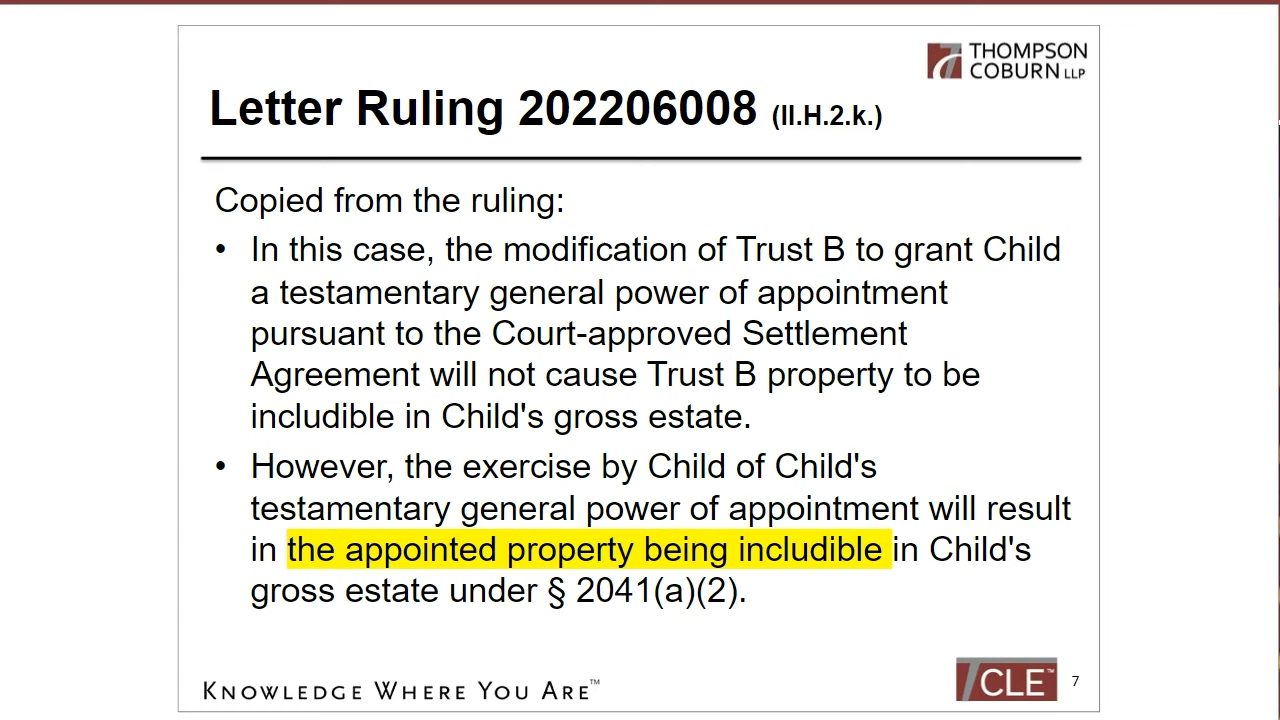 THOMPSON
COBURN LLP
Letter Ruling 202206008 (II.H.2.k.)
Copied from the ruling:
• In this case, the modification of Trust B to grant Child
a testamentary general power of appointment
pursuant to the Court-approved Settlement
Agreement will not cause Trust B property to be
includible in Child's gross estate.
• However, the exercise by Child of Child's
testamentary general power of appointment will result
in the appointed property being includible in Child's
gross estate under § 2041(a)(2).
KNOWLEDGE WHERE YOU ARE™
CLE™
7